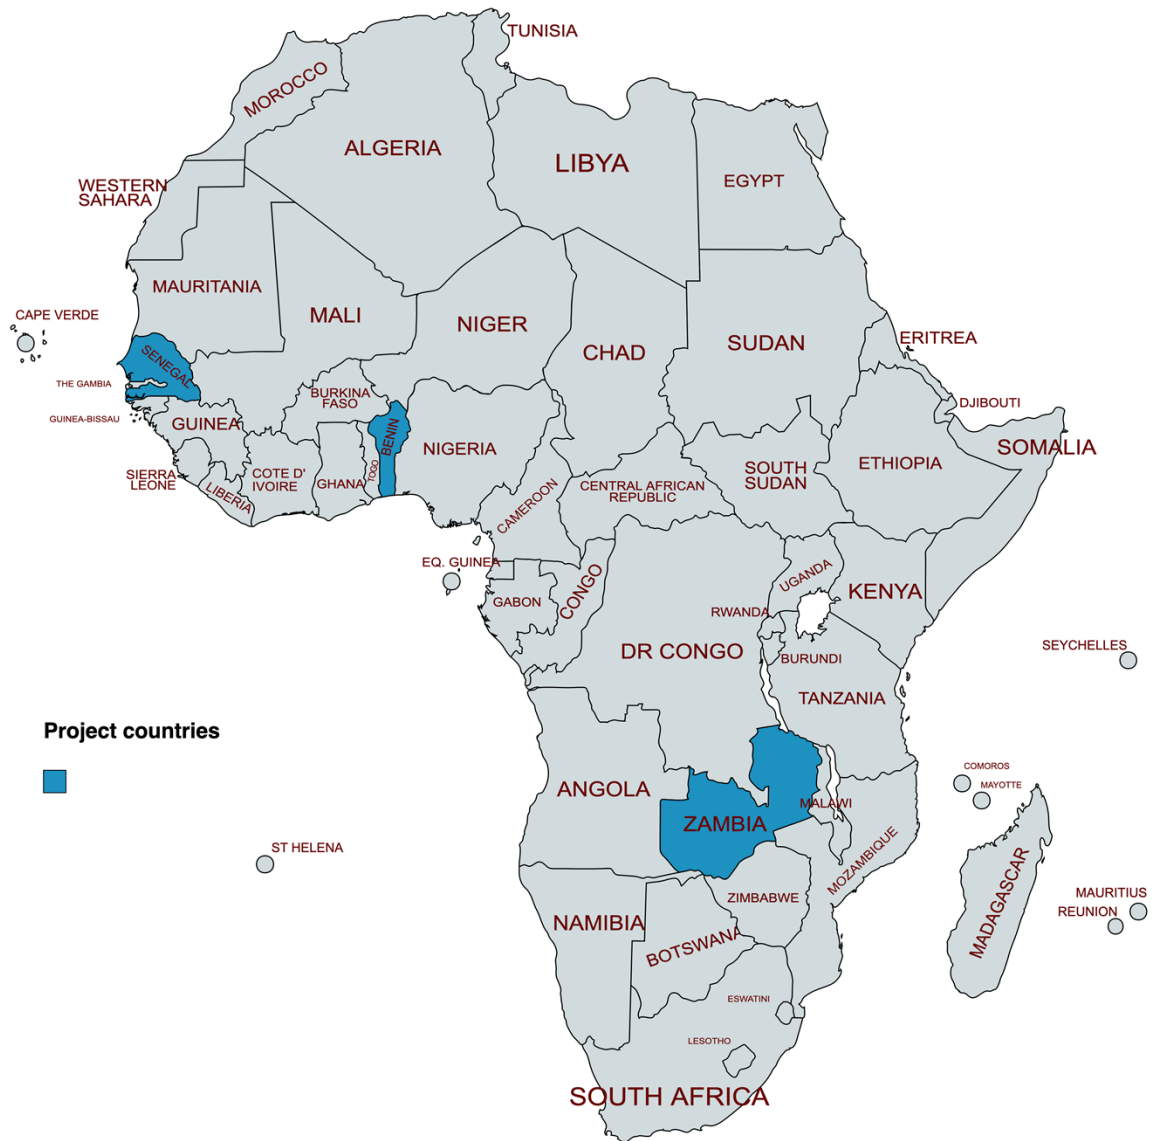 TUNISIA
MOROCCO
ALGERIA
LIBYA
EGYPT
WESTERN
SAHARA
MAURITANIA
MALI
NIGER
CHAD
SUDAN
ERITREA
CAPE VERDE
SENEGAL
THE GAMBIA
GUINEA-BISSAU
GUINEA
BURKINA
FASO
BENIN
NIGERIA
DJIBOUTI
SOMALIA
ETHIOPIA
SOUTH
SUDAN
SIERRA
LEONE
LIBERIA
COTE D'
IVOIRE
GHANA
TOGO
CAMEROON
CENTRAL AFRICAN
REPUBLIC
EQ. GUINEA
GABON
CONGO
UGANDA
KENYA
RWANDA
DR CONGO
BURUNDI
TANZANIA
SEYCHELLES
Project countries
ANGOLA
ZAMBIA
MALAWI
COMOROS
MAYOTTE
MOZAMBIQUE
ST HELENA
NAMIBIA
BOTSWANA
ZIMBABWE
MADAGASCAR
MAURITIUS
REUNION
ESWATINI
LESOTHO
SOUTH AFRICA